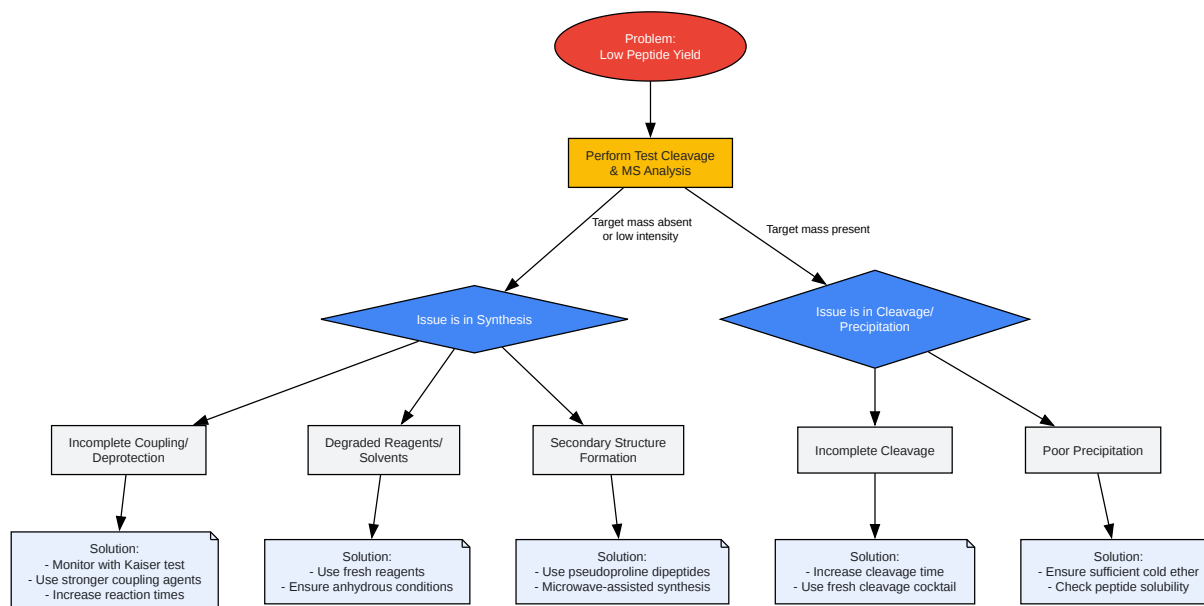 Problem:
Low Peptide Yield
Perform Test Cleavage
& MS Analysis
Target mass absent
or low intensity
Target mass present
Issue is in Synthesis
Issue is in Cleavage/
Precipitation
Incomplete Coupling/
Deprotection
Degraded Reagents/
Solvents
Secondary Structure
Formation
Incomplete Cleavage
Poor Precipitation
Solution:
- Monitor with Kaiser test
- Use stronger coupling agents
- Increase reaction times
Solution:
- Use fresh reagents
- Ensure anhydrous conditions
Solution:
- Use pseudoproline dipeptides
- Microwave-assisted synthesis
Solution:
- Increase cleavage time
- Use fresh cleavage cocktail
Solution:
- Ensure sufficient cold ether
- Check peptide solubility